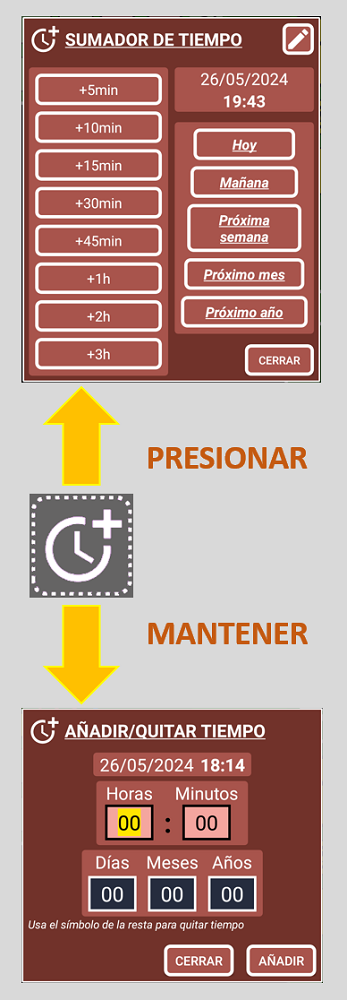 SUMADOR DE TIEMPO
+5min
+10min
+15min
+30min
+45min
+1h
+2h
+3h
26/05/2024
19:43
Hoy
Mañana
Próxima
semana
Próximo mes
Próximo año
CERRAR
PRESIONAR
MANTENER
AÑADIR/QUITAR TIEMPO
26/05/2024 18:14
Horas Minutos
00 : 00
Días Meses Años
00 00 00
Usa el símbolo de la resta para quitar tiempo
CERRAR AÑADIR